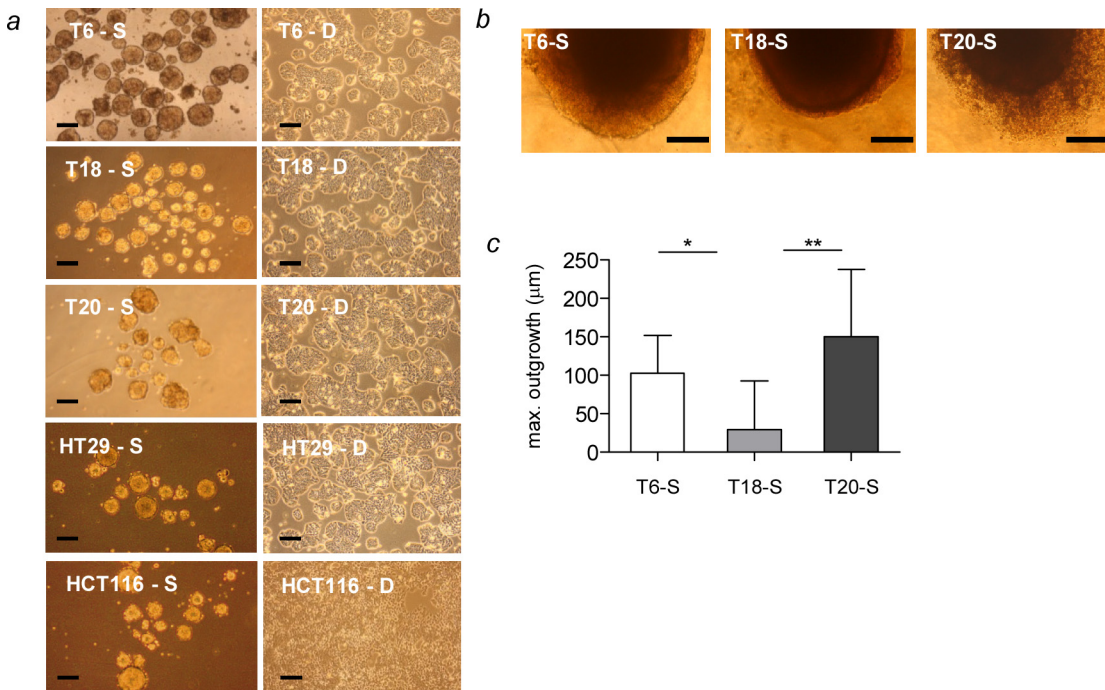 a
T6 - S
T6 - D
T18 - S
T18 - D
T20 - S
T20 - D
HT29 - S
HT29 - D
HCT116 - S
HCT116 - D
b
T6-S
T18-S
T20-S
c
*
**
max. outgrowth (μm)
250
200
150
100
50
0
T6-S
T18-S
T20-S